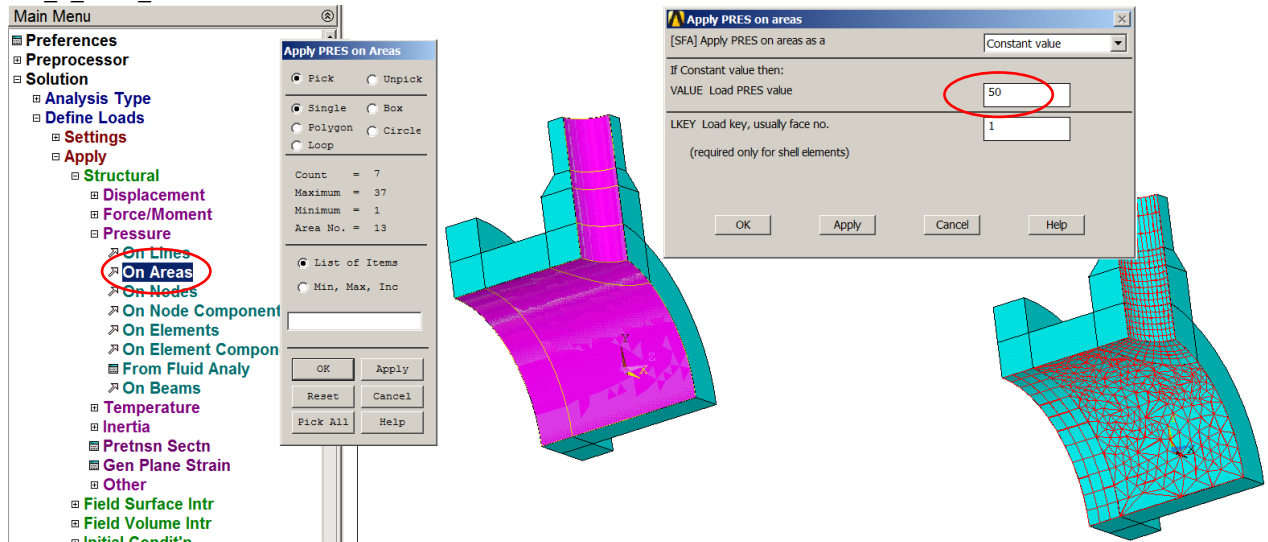 Main Menu
Preferences
Preprocessor
Solution
Analysis Type
Define Loads
Settings
Apply
Structural
Displacement
Force/Moment
Pressure
On Lines
On Areas
On Nodes
On Node Component
On Elements
On Element Compon
From Fluid Analy
On Beams
Temperature
Inertia
Pretnsn Sectn
Gen Plane Strain
Other
Field Surface Intr
Field Volume Intr
Initial Condit'n
Apply PRES on Areas
Pick Unpick
Single Box
Polygon Circle
Loop
Count = 7
Maximum = 37
Minimum = 1
Area No. = 13
List of Items
Min, Max, Inc
OK Apply
Reset Cancel
Pick All Help
Y
Z
X
Apply PRES on areas
[SFA] Apply PRES on areas as a Constant value
If Constant value then:
VALUE Load PRES value 50
LKEY Load key, usually face no. 1
(required only for shell elements)
OK Apply Cancel Help
X